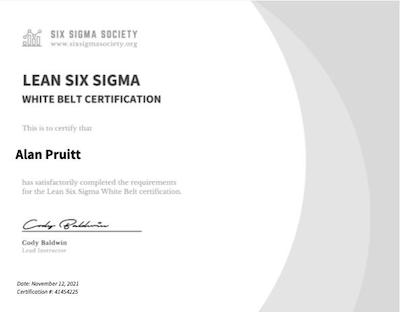 SIX SIGMA SOCIETY
www.sixsigmasociety.org
LEAN SIX SIGMA
WHITE BELT CERTIFICATION
This is to certify that
Alan Pruitt
has satisfactorily completed the requirements
for the Lean Six Sigma White Belt certification.
Cody Baldwin
Cody Baldwin
Lead Instructor
Date: November 12, 2021
Certification #: 41454225